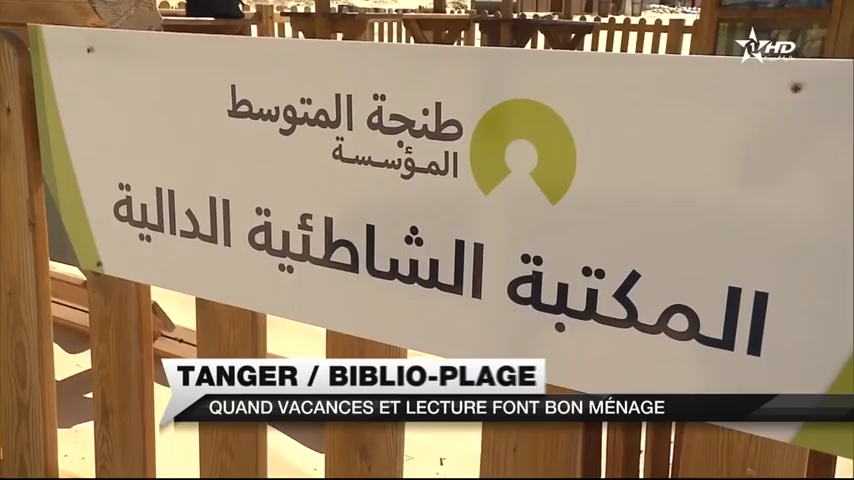 HD
طنجة المتوسط
المؤسسة
المكتبة الشاطئية الدالية
TANGER / BIBLIO-PLAGE
QUAND VACANCES ET LECTURE FONT BON MÉNAGE